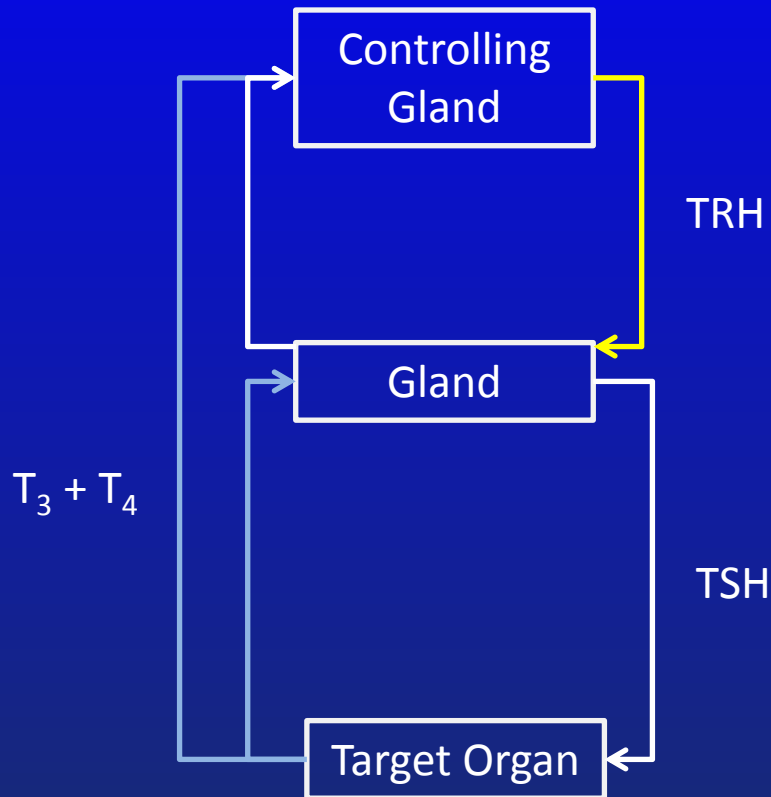 Controlling
Gland
TRH
Gland
T₃ + T₄
TSH
Target Organ